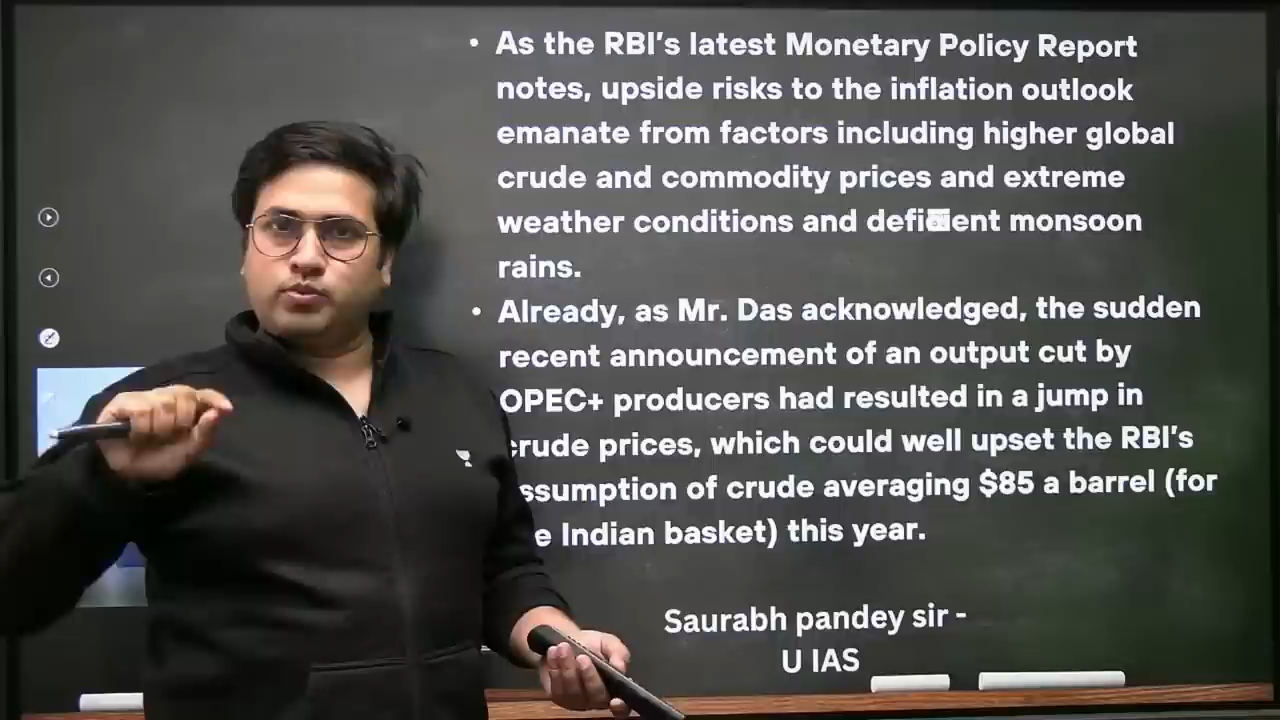 • As the RBI's latest Monetary Policy Report
notes, upside risks to the inflation outlook
emanate from factors including higher global
crude and commodity prices and extreme
weather conditions and deficient monsoon
rains.
• Already, as Mr. Das acknowledged, the sudden
recent announcement of an output cut by
OPEC+ producers had resulted in a jump in
crude prices, which could well upset the RBI's
ssumption of crude averaging $85 a barrel (for
e Indian basket) this year.
Saurabh pandey sir -
U IAS